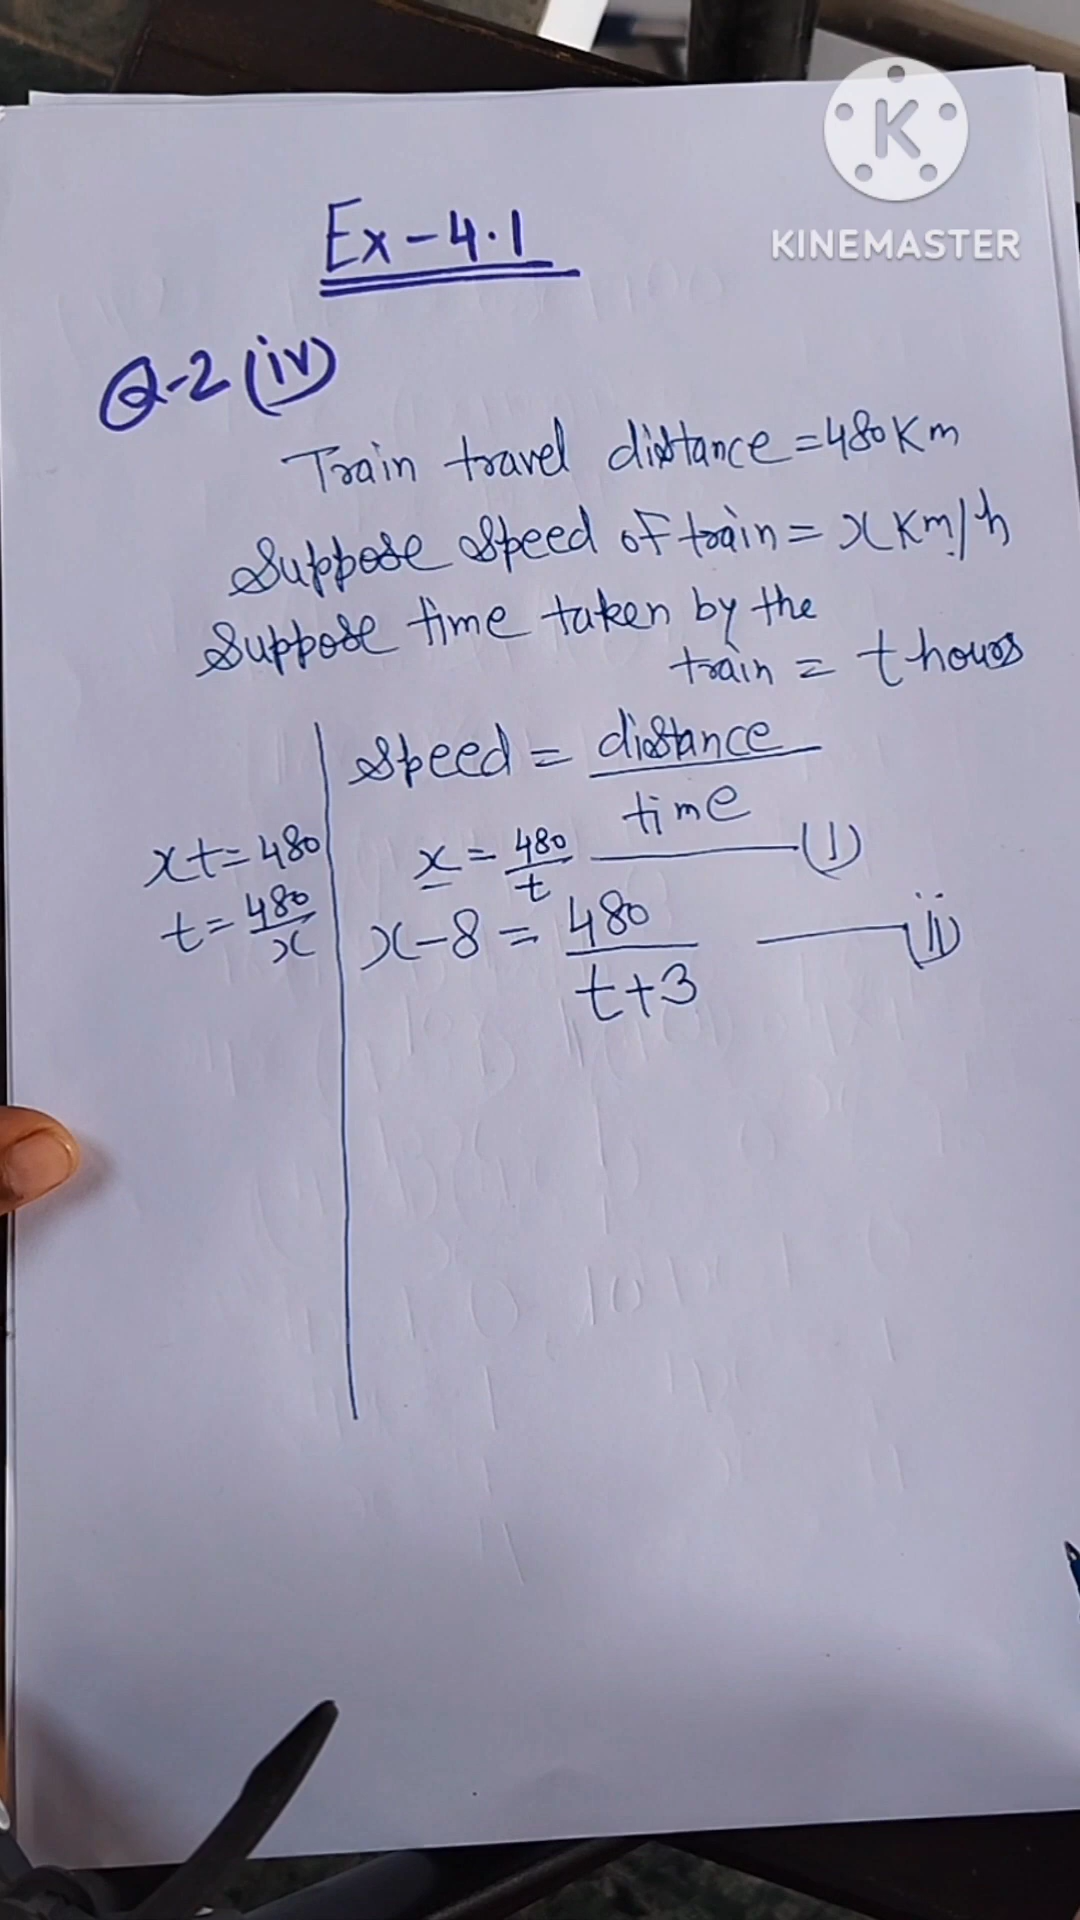 K
KINEMASTER
Ex-4.1
Q-2 (iv)
Train travel distance = 480 Km
Suppose speed of train = x Km/h
Suppose time taken by the
train = t hours
Speed = distance/time
x = 480/t (i)
x-8 = 480/t+3 (ii)
xt = 480
t = 480/x